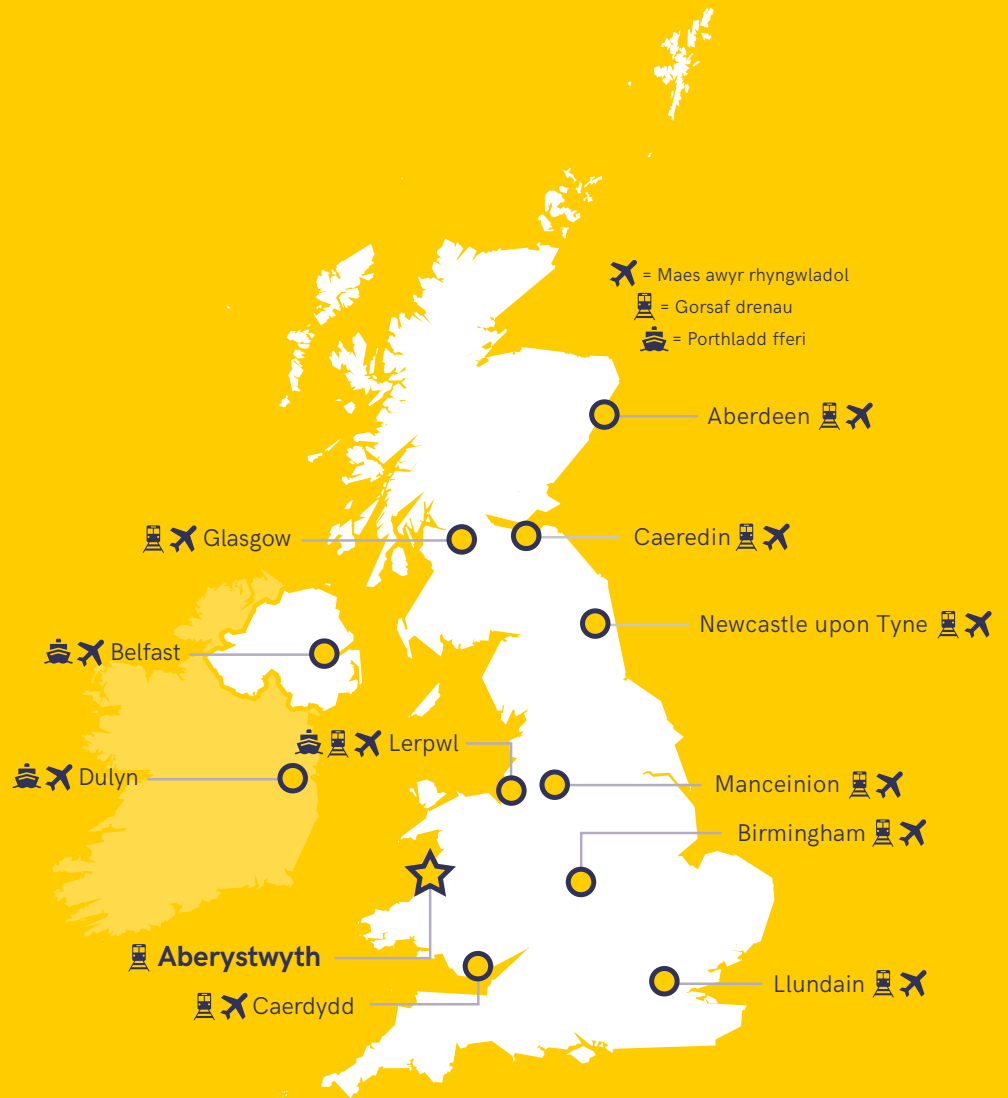 = Maes awyr rhyngwladol
= Gorsaf drenau
= Porthladd fferi
Aberdeen
Glasgow
Caeredin
Newcastle upon Tyne
Belfast
Lerpwl
Dulyn
Manceinion
Birmingham
Aberystwyth
Llundain
Caerdydd